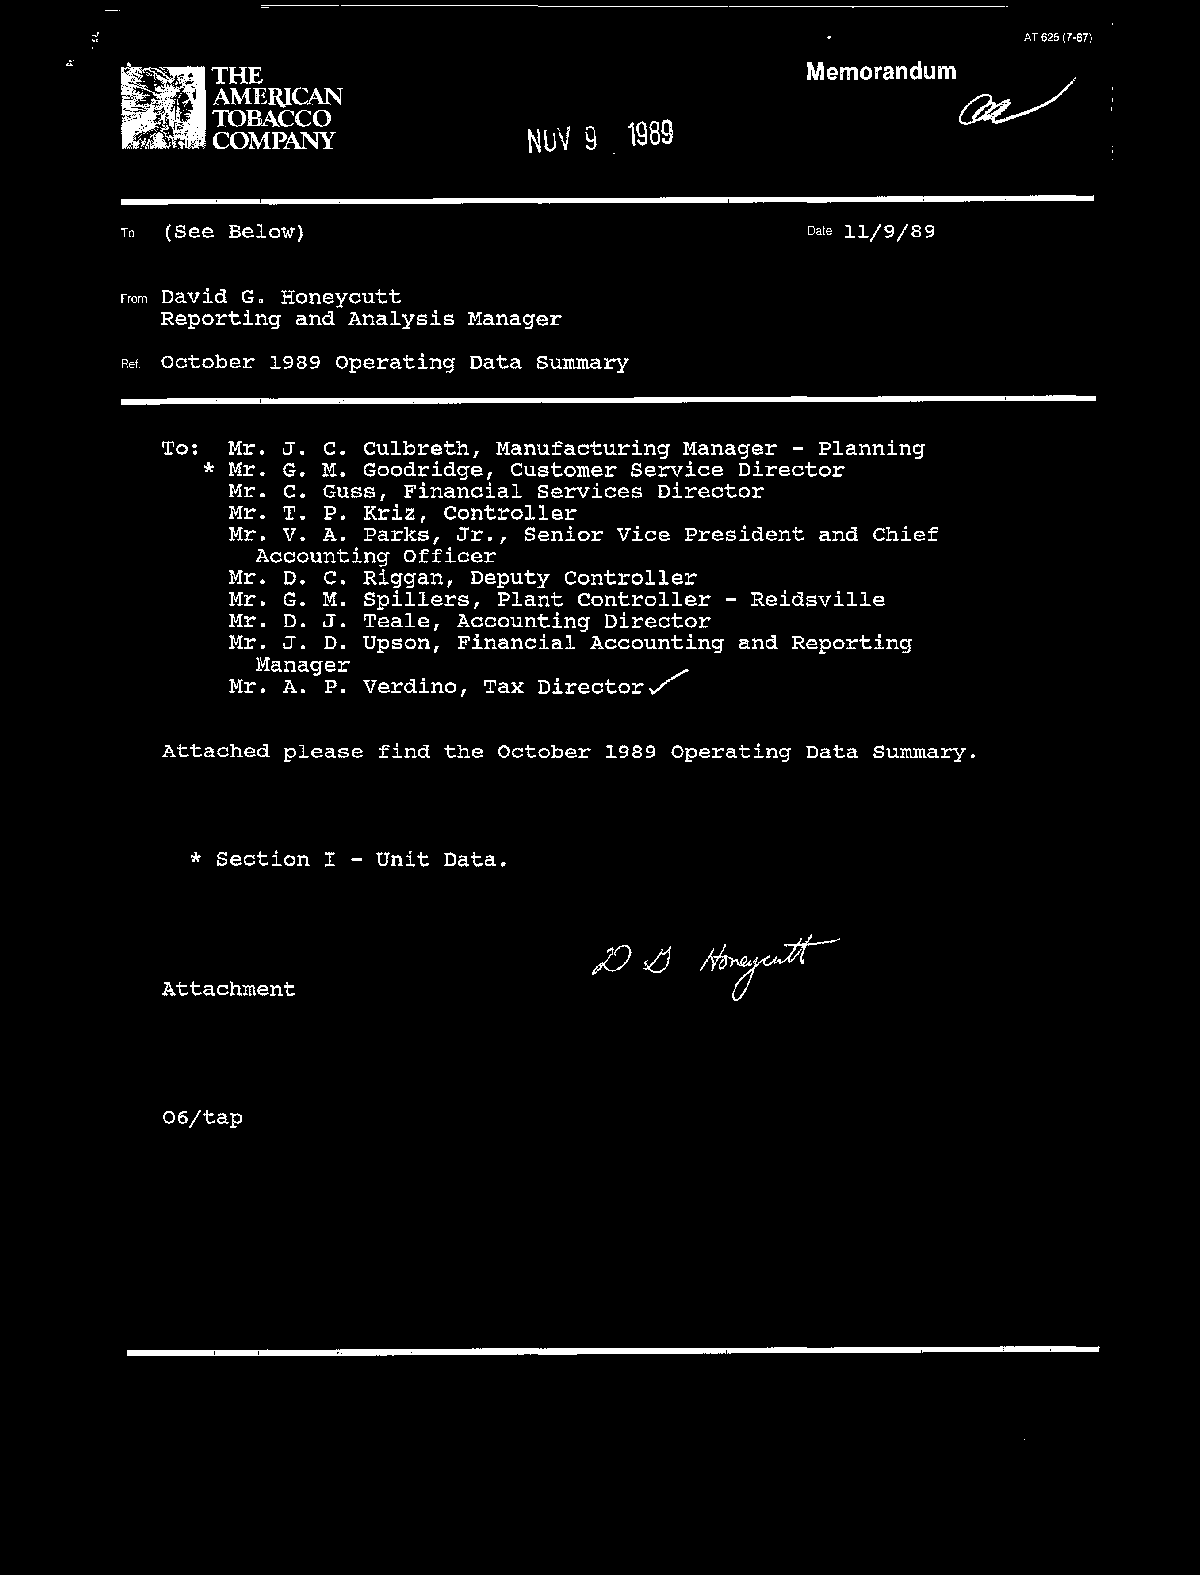 AT 625 (7-87)
THE
AMERICAN
TOBACCO
COMPANY
Memorandum
NOV 9 1989
To (See Below)
Date 11/9/89
From David G. Honeycutt
Reporting and Analysis Manager
Ref. October 1989 Operating Data Summary
To: Mr. J. C. Culbreth, Manufacturing Manager - Planning
* Mr. G. M. Goodridge, Customer Service Director
Mr. C. Guss, Financial Services Director
Mr. T. P. Kriz, Controller
Mr. V. A. Parks, Jr., Senior Vice President and Chief
Accounting Officer
Mr. D. C. Riggan, Deputy Controller
Mr. G. M. Spillers, Plant Controller - Reidsville
Mr. D. J. Teale, Accounting Director
Mr. J. D. Upson, Financial Accounting and Reporting
Manager
Mr. A. P. Verdino, Tax Director
Attached please find the October 1989 Operating Data Summary.
* Section I - Unit Data.
D G Honeycutt
Attachment
O6/tap